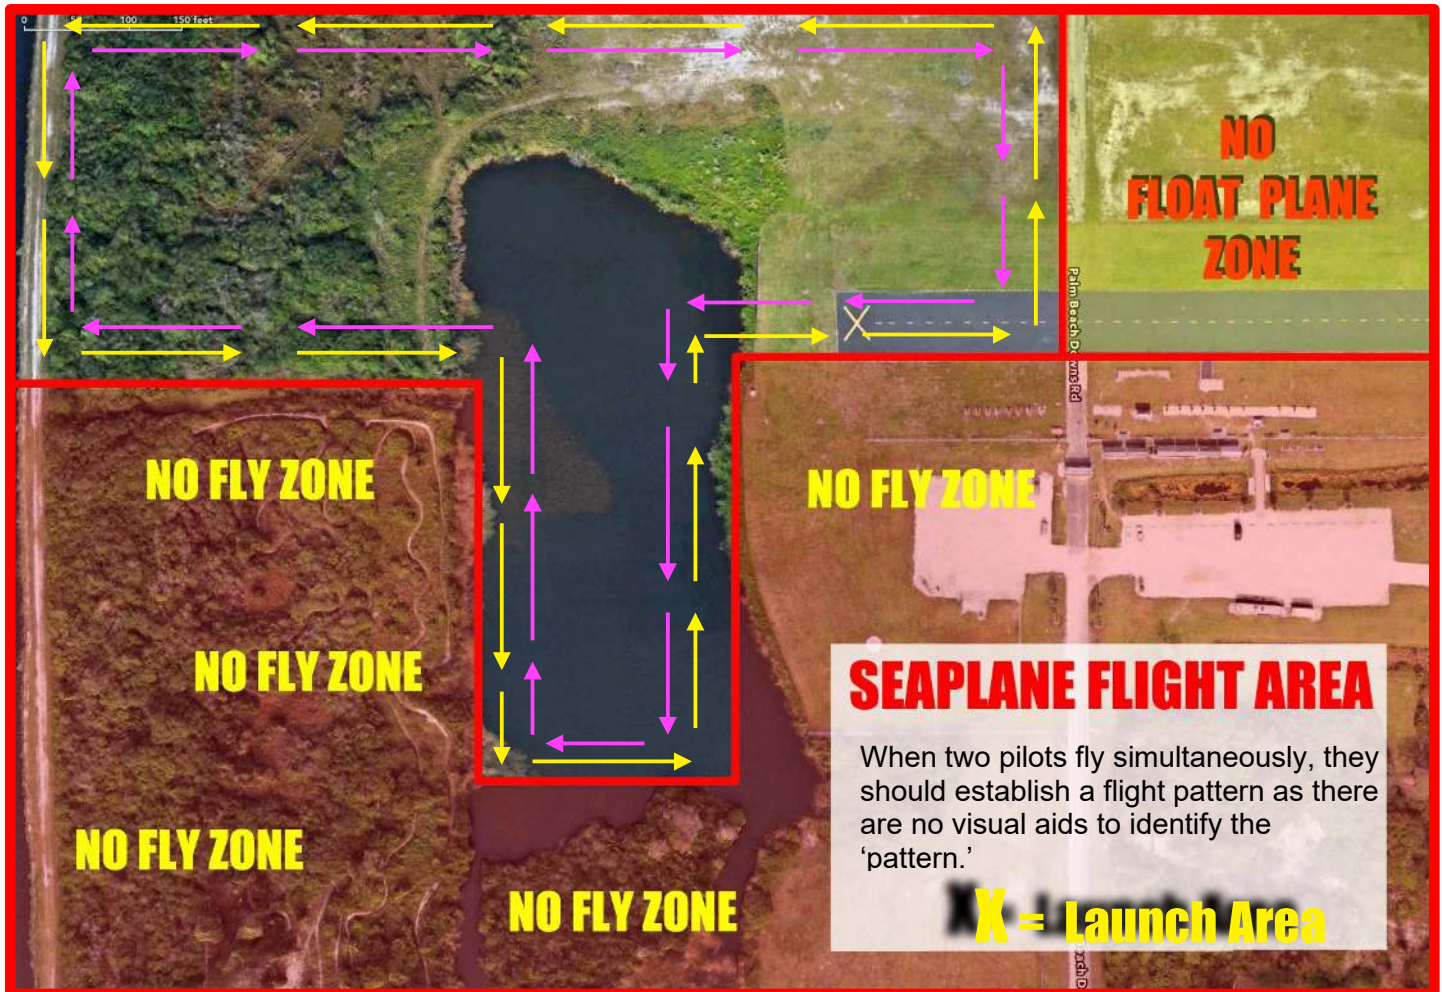 0 50 100 150 feet
NO
FLOAT PLANE
ZONE
Palm Beach Downs Rd
NO FLY ZONE
NO FLY ZONE
NO FLY ZONE
NO FLY ZONE
NO FLY ZONE
SEAPLANE FLIGHT AREA
When two pilots fly simultaneously, they
should establish a flight pattern as there
are no visual aids to identify the
‘pattern.’
X = Launch Area
each D